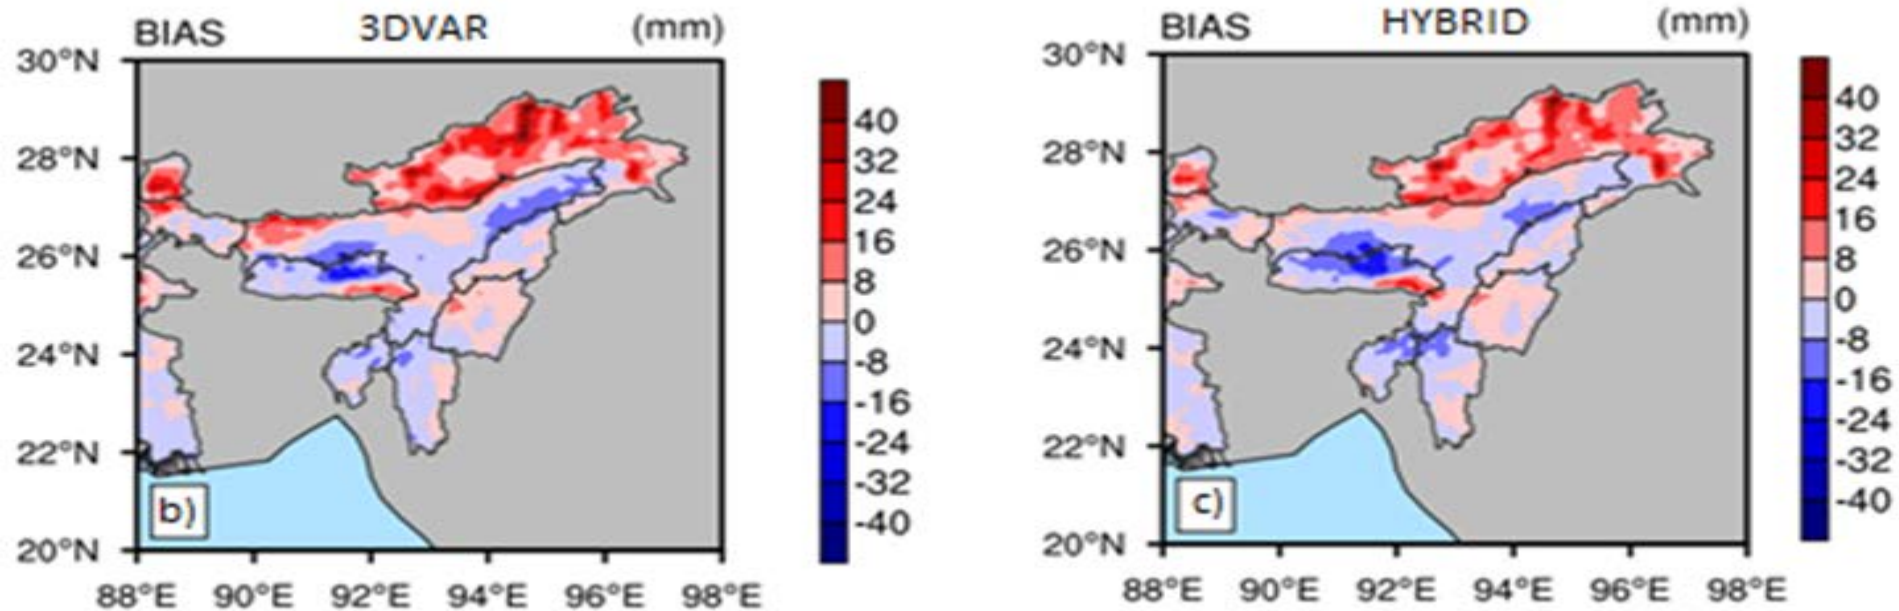 BIAS 3DVAR (mm)
30°N
28°N
26°N
24°N
22°N
20°N
88°E 90°E 92°E 94°E 96°E 98°E
b)
40
32
24
16
8
0
-8
-16
-24
-32
-40
BIAS HYBRID (mm)
30°N
28°N
26°N
24°N
22°N
20°N
88°E 90°E 92°E 94°E 96°E 98°E
c)
40
32
24
16
8
0
-8
-16
-24
-32
-40